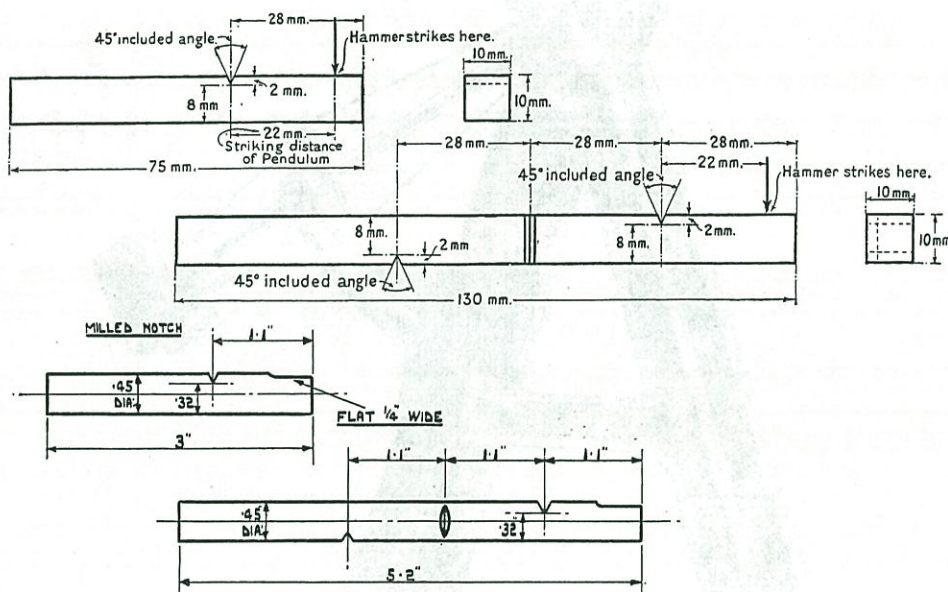 28 mm.
45° included angle.
Hammer strikes here.
10 mm.
2 mm.
8 mm
10 mm.
22 mm.
Striking distance
of Pendulum
75 mm.
28 mm.
28 mm.
28 mm.
22 mm.
45° included angle
Hammer strikes here.
10 mm.
8 mm
2 mm.
8 mm.
10 mm
2 mm
45° included angle
130 mm.
MILLED NOTCH
1·1"
·45"
DIA.
·32"
FLAT 1/4" WIDE
3"
1·1"
1·1"
1·1"
·45"
DIA.
·32"
5·2"